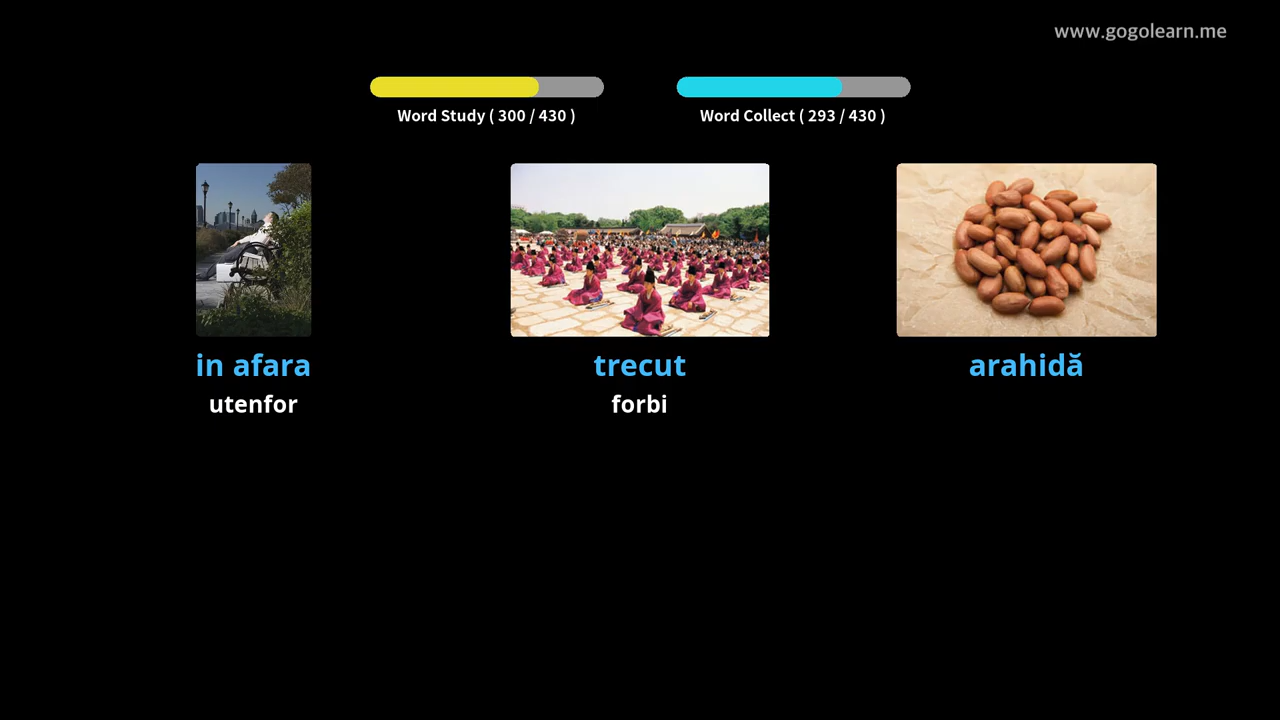 www.gogolearn.me
Word Study ( 300 / 430 )
Word Collect ( 293 / 430 )
in afara
trecut
arahidă
utenfor
forbi